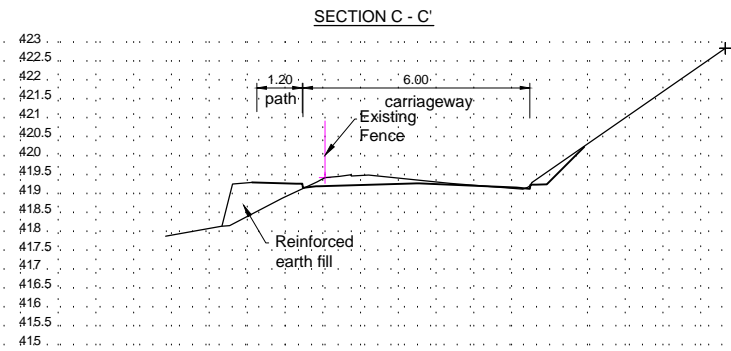 SECTION C - C'
423
422.5
422
421.5
421
420.5
420
419.5
419
418.5
418
417.5
417
416.5
416
415.5
415
1.20
6.00
path
carriageway
Existing
Fence
Reinforced
earth fill